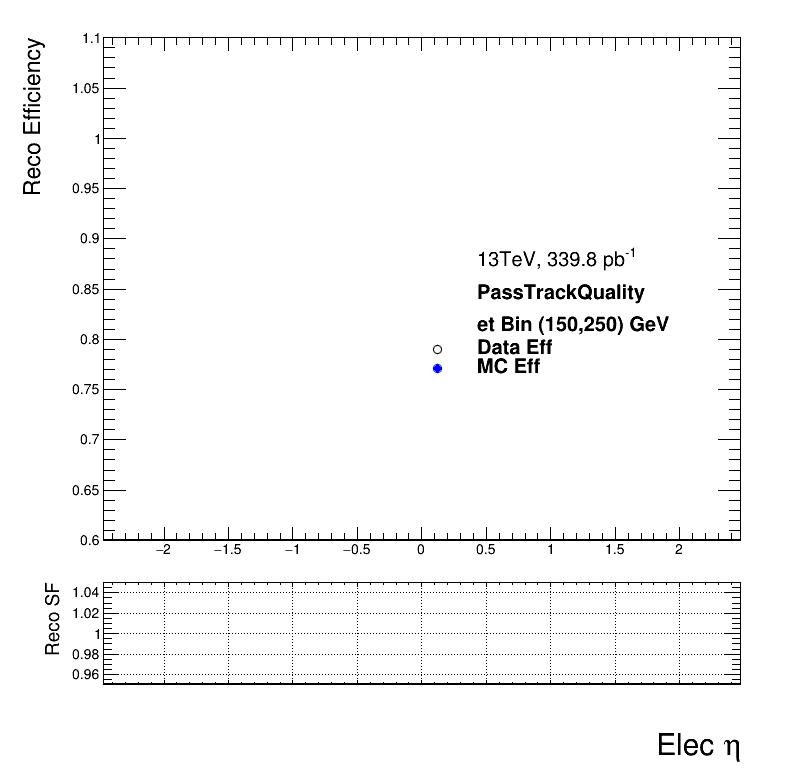 Reco Efficiency
1.1
1.05
1
0.95
0.9
0.85
0.8
0.75
0.7
0.65
0.6
13TeV, 339.8 pb⁻¹
PassTrackQuality
et Bin (150,250) GeV
Data Eff
MC Eff
−2 −1.5 −1 −0.5 0 0.5 1 1.5 2
Reco SF
1.04
1.02
1
0.98
0.96
Elec η